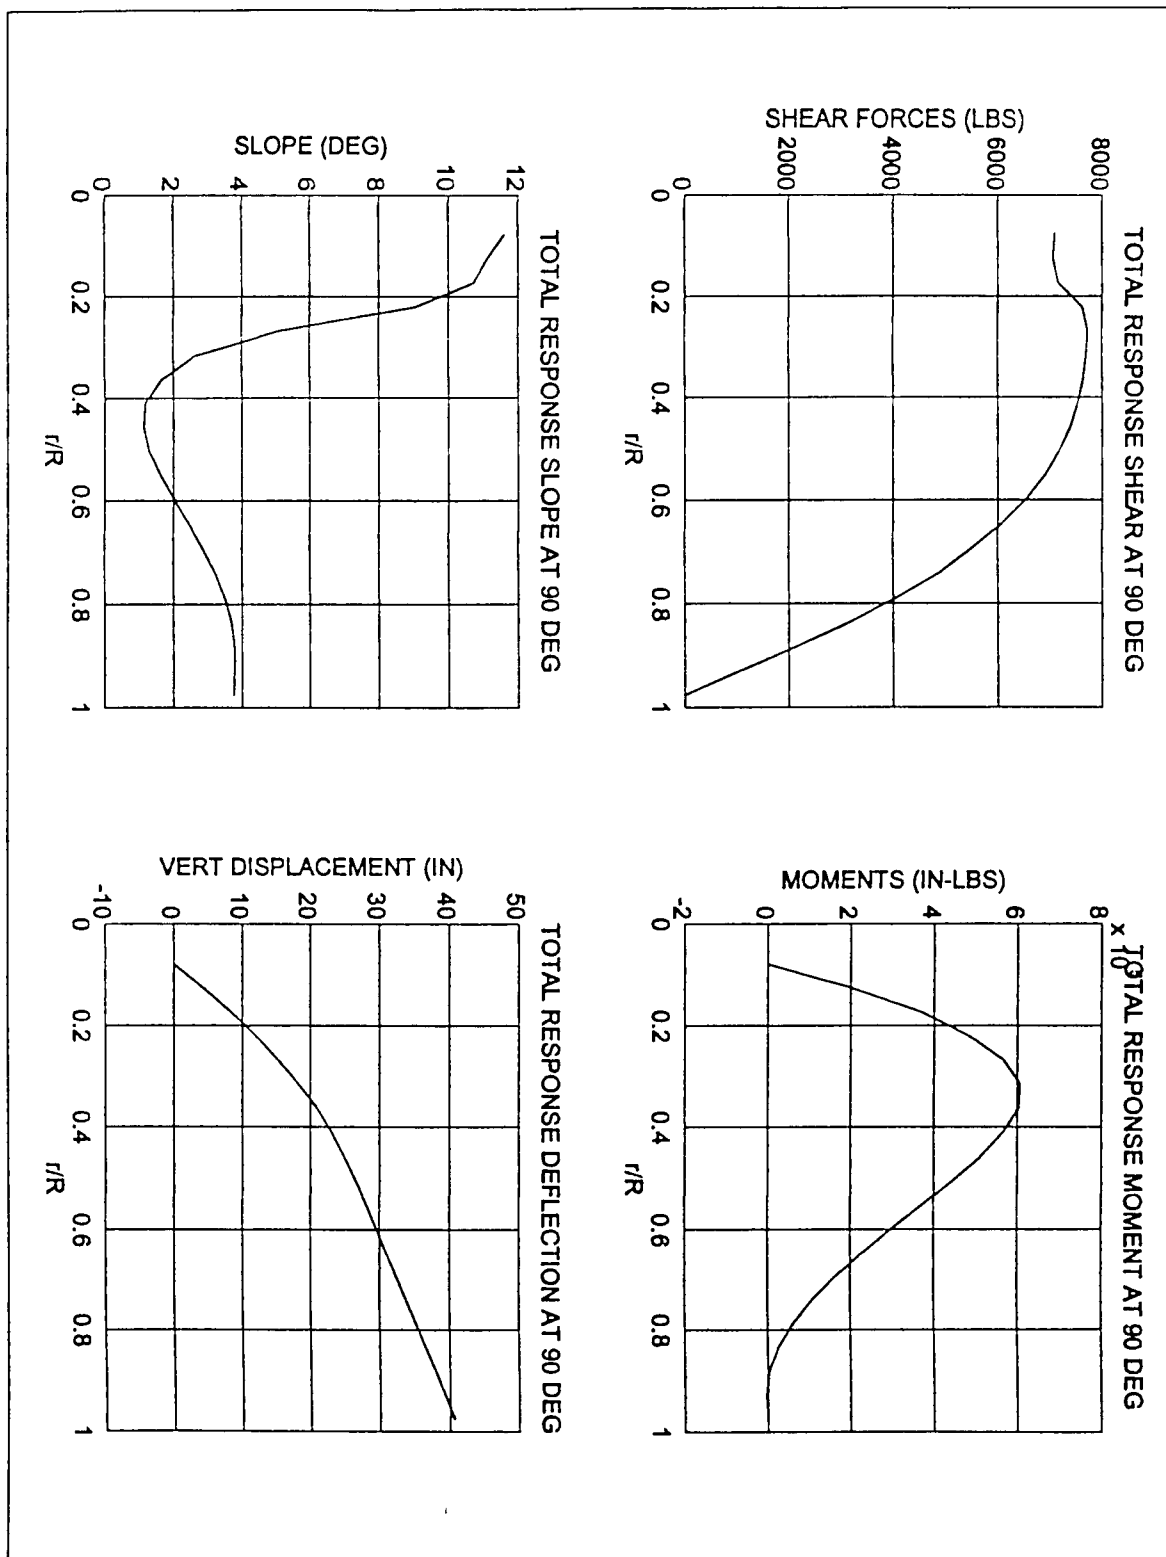 TOTAL RESPONSE SHEAR AT 90 DEG
SHEAR FORCES (LBS)
8000
6000
4000
2000
0
0 0.2 0.4 0.6 0.8 1
r/R
TOTAL RESPONSE MOMENT AT 90 DEG
x 10
MOMENTS (IN-LBS)
8
6
4
2
0
-2
0 0.2 0.4 0.6 0.8 1
r/R
TOTAL RESPONSE SLOPE AT 90 DEG
SLOPE (DEG)
12
10
8
6
4
2
0
0 0.2 0.4 0.6 0.8 1
r/R
TOTAL RESPONSE DEFLECTION AT 90 DEG
VERT DISPLACEMENT (IN)
50
40
30
20
10
0
-10
0 0.2 0.4 0.6 0.8 1
r/R